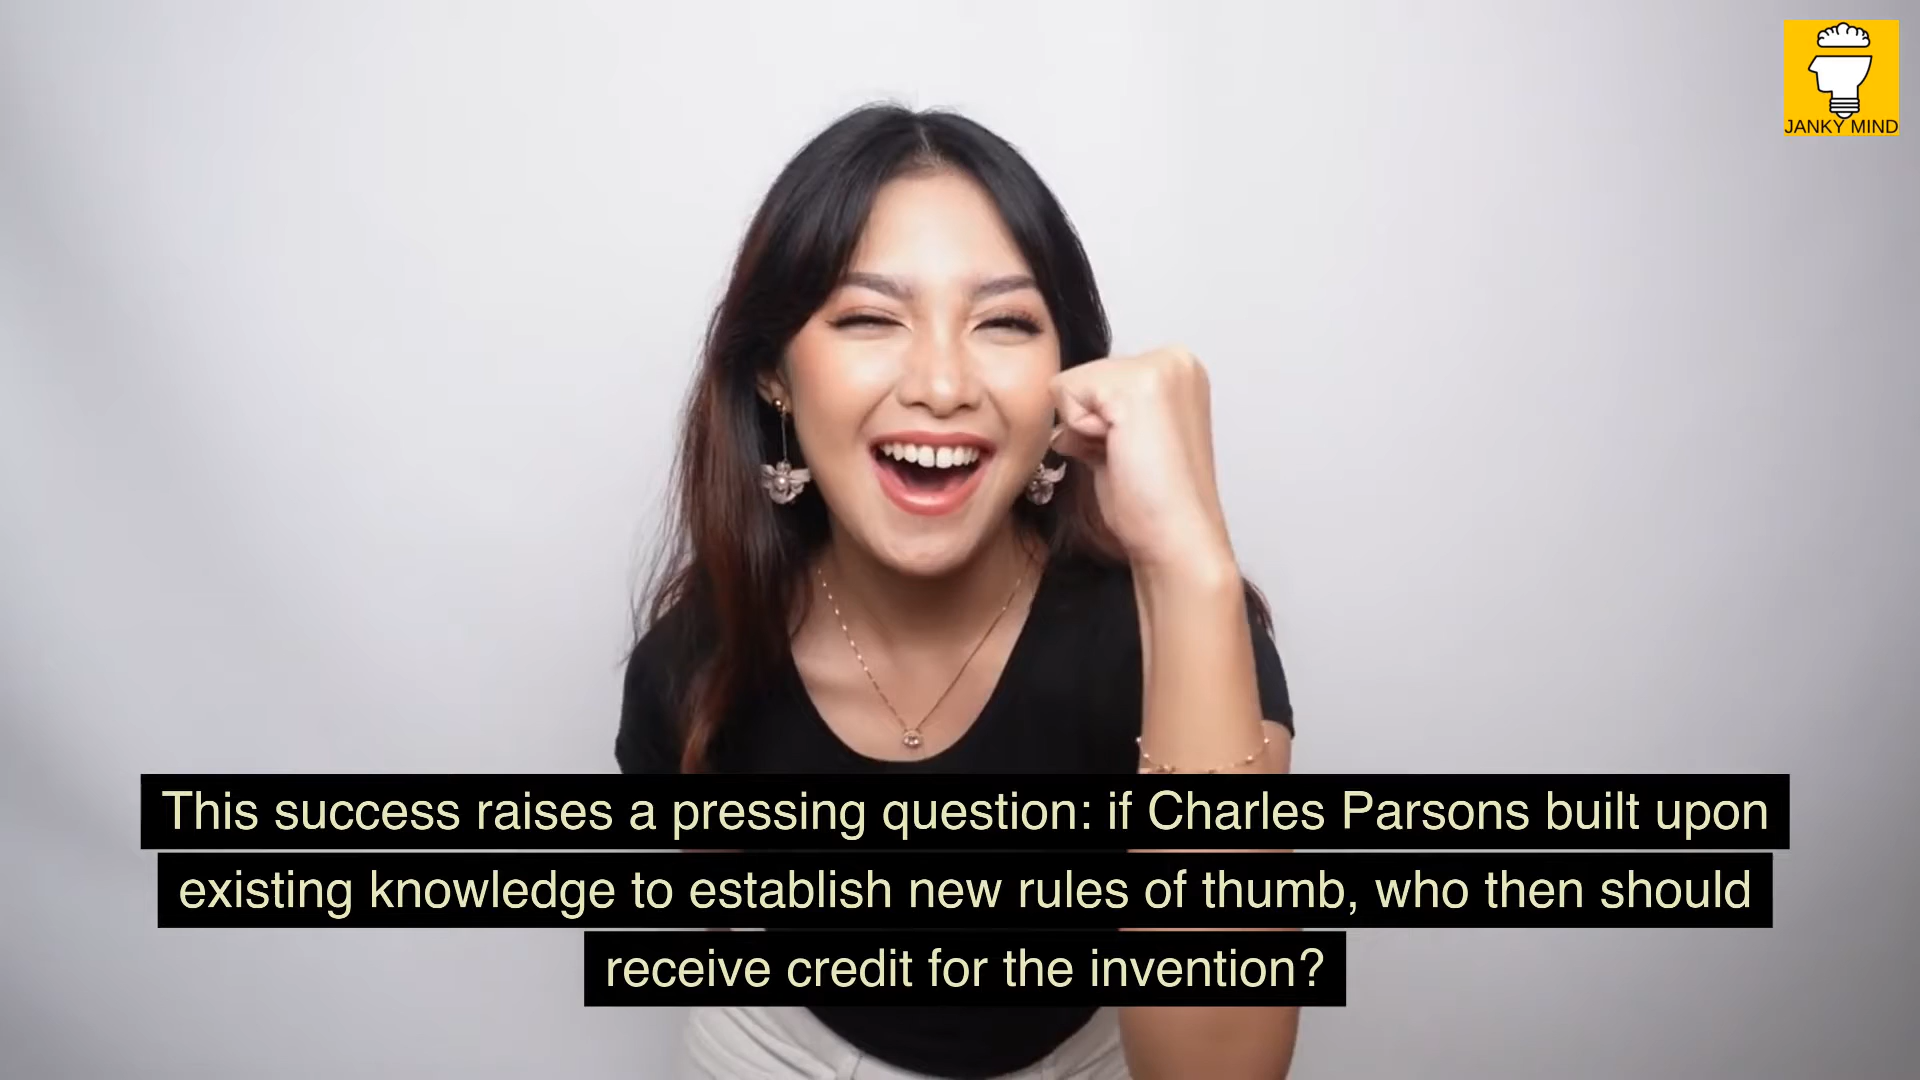 JANKY MIND
This success raises a pressing question: if Charles Parsons built upon
existing knowledge to establish new rules of thumb, who then should
receive credit for the invention?